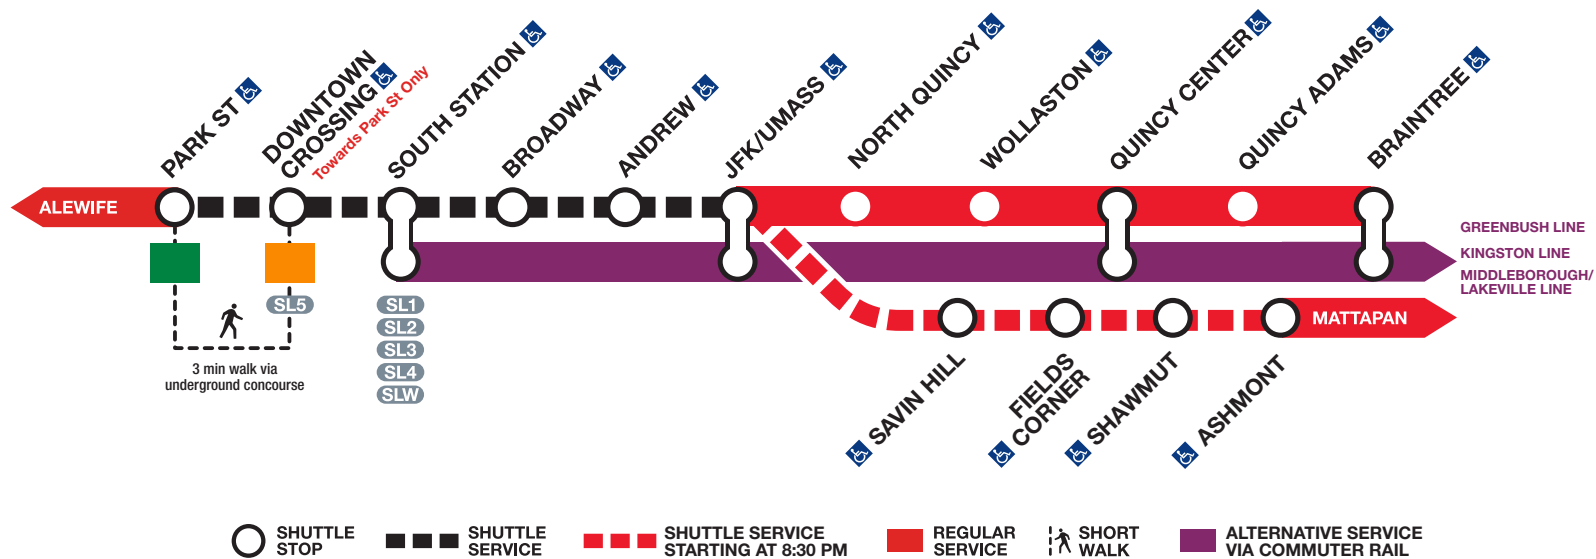 PARK ST
DOWNTOWN
CROSSING
Towards Park St Only
SOUTH STATION
BROADWAY
ANDREW
JFK/UMASS
NORTH QUINCY
WOLLASTON
QUINCY CENTER
QUINCY ADAMS
BRAINTREE
ALEWIFE
GREENBUSH LINE
KINGSTON LINE
MIDDLEBOROUGH/
LAKEVILLE LINE
SL5
SL1
SL2
SL3
SL4
SLW
3 min walk via
underground concourse
MATTAPAN
SAVIN HILL
FIELDS
CORNER
SHAWMUT
ASHMONT
SHUTTLE
STOP
SHUTTLE
SERVICE
SHUTTLE SERVICE
STARTING AT 8:30 PM
REGULAR
SERVICE
SHORT
WALK
ALTERNATIVE SERVICE
VIA COMMUTER RAIL